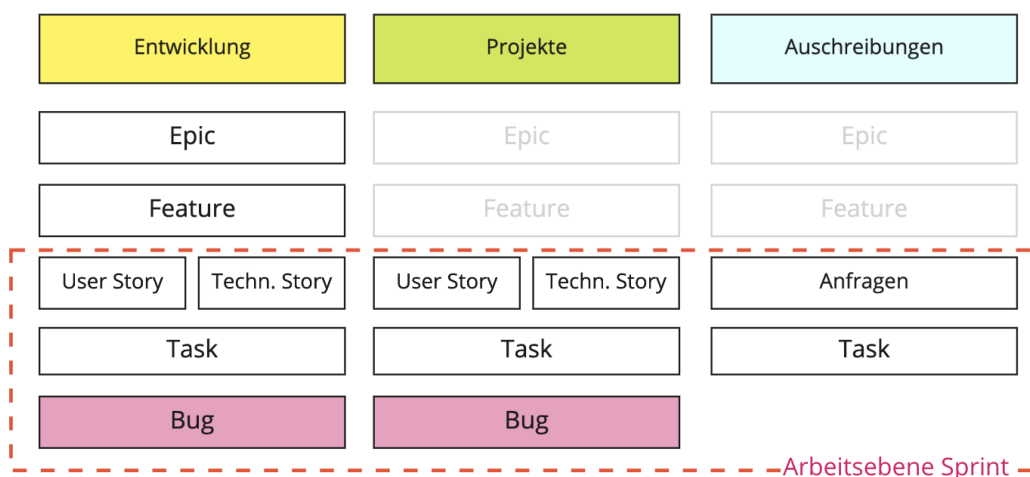 Entwicklung
Projekte
Auschreibungen
Epic
Epic
Epic
Feature
Feature
Feature
User Story
Techn. Story
User Story
Techn. Story
Anfragen
Task
Task
Task
Bug
Bug
Arbeitsebene Sprint